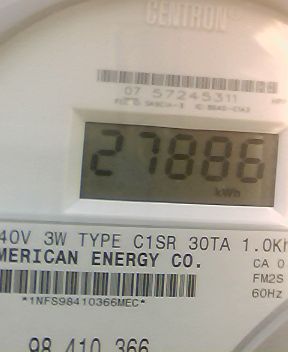 CENTRON
07 57245311
27886
kWh
40V 3W TYPE C1SR 30TA 1.0Kh
MERICAN ENERGY CO.
CA 0
FM2S
60Hz
*1NFS98410366MEC*
98 410 366